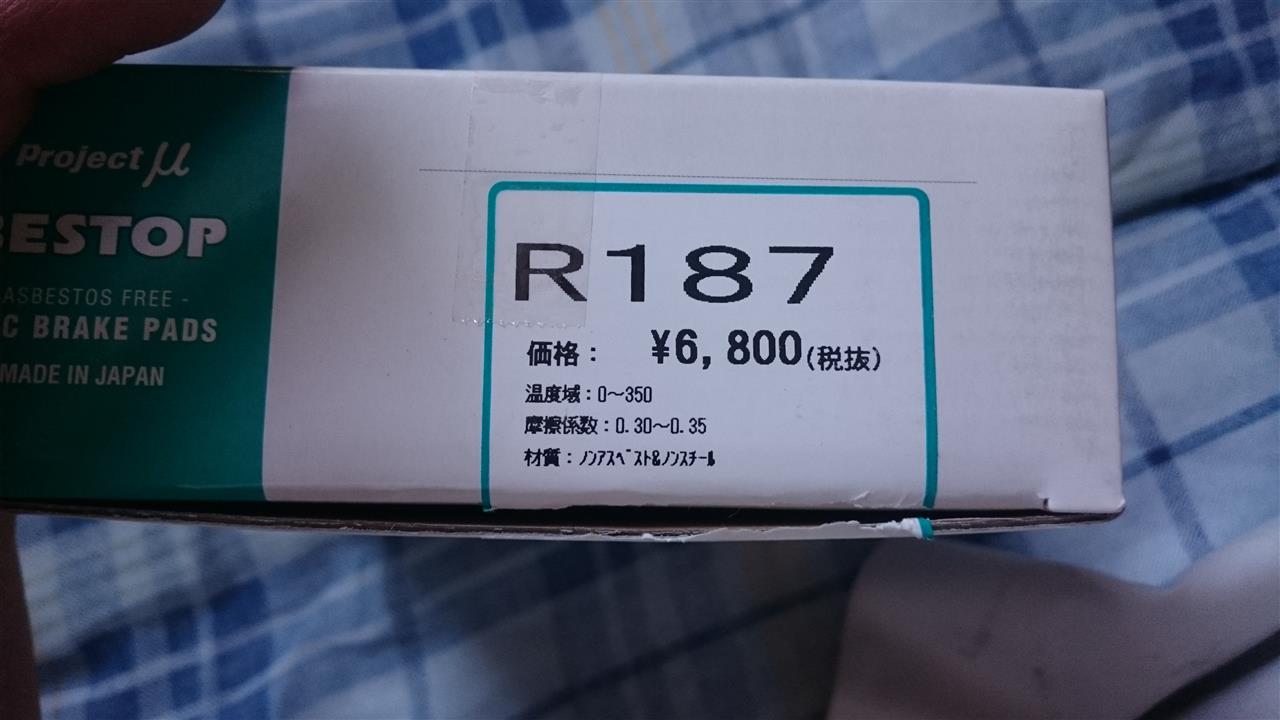 Project μ
BESTOP
ASBESTOS FREE -
C BRAKE PADS
MADE IN JAPAN
R187
価格： ¥6,800(税抜)
温度域：0～350
摩擦係数：0.30～0.35
材質：ﾉﾝｱｽﾍﾞｽﾄ&ﾉﾝｽﾁｰﾙ